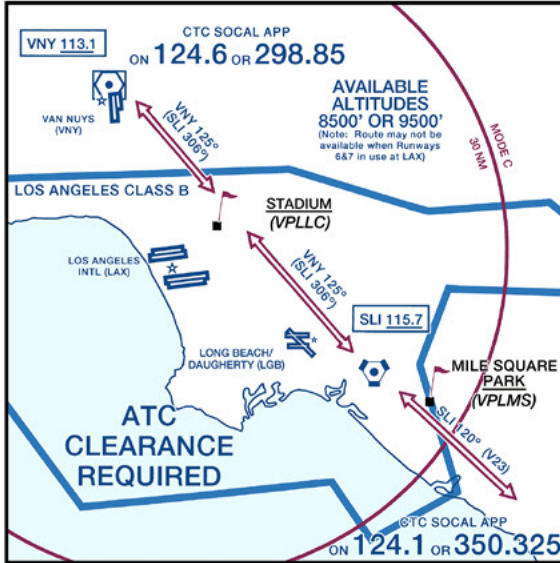 VNY 113.1
CTC SOCAL APP
ON 124.6 OR 298.85
VAN NUYS
(VNY)
VNY 125°
(SLI 306°)
AVAILABLE
ALTITUDES
8500' OR 9500'
(Note: Route may not be
available when Runways
6&7 in use at LAX)
MODE C
30 NM
LOS ANGELES CLASS B
STADIUM
(VPLLC)
LOS ANGELES
INTL (LAX)
VNY 125°
(SLI 306°)
SLI 115.7
LONG BEACH/
DAUGHERTY (LGB)
MILE SQUARE
PARK
(VPLMS)
ATC
CLEARANCE
REQUIRED
SLI 120° (V23)
CTC SOCAL APP
ON 124.1 OR 350.325